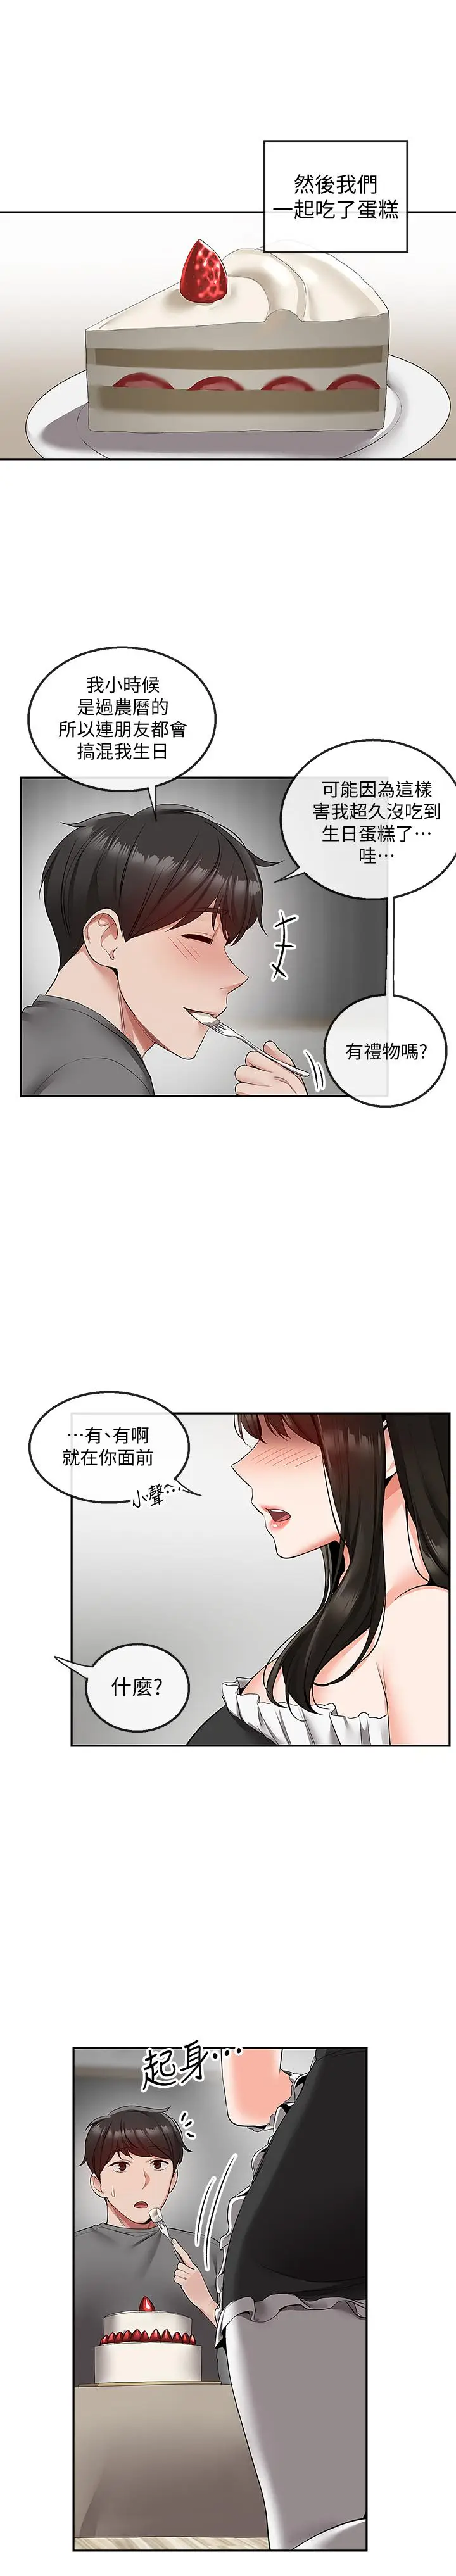 然後我們
一起吃了蛋糕
我小時候
是過農曆的
所以連朋友都會
搞混我生日
可能因為這樣
害我超久沒吃到
生日蛋糕了…
哇…
有禮物嗎?
…有、有啊
就在你面前
小聲…
什麼?
起身…